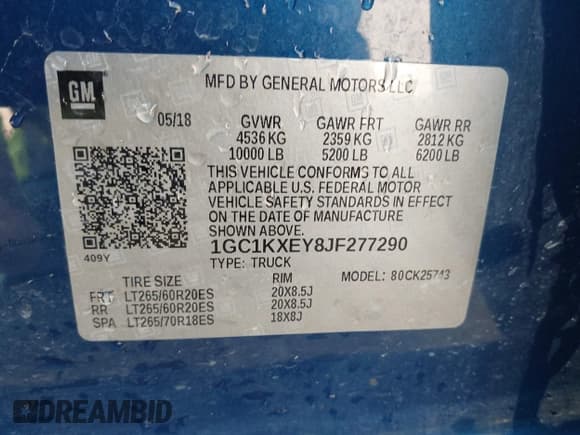 GM
MFD BY GENERAL MOTORS LLC
05/18 GVWR GAWR FRT GAWR RR
4536 KG 2359 KG 2812 KG
10000 LB 5200 LB 6200 LB
THIS VEHICLE CONFORMS TO ALL
APPLICABLE U.S. FEDERAL MOTOR
VEHICLE SAFETY STANDARDS IN EFFECT
ON THE DATE OF MANUFACTURE
SHOWN ABOVE.
1GC1KXEY8JF277290
409Y TYPE: TRUCK
TIRE SIZE RIM MODEL: 80CK25743
FRT LT265/60R20ES 20X8.5J
RR LT265/60R20ES 20X8.5J
SPA LT265/70R18ES 18X8J
DREAMBID